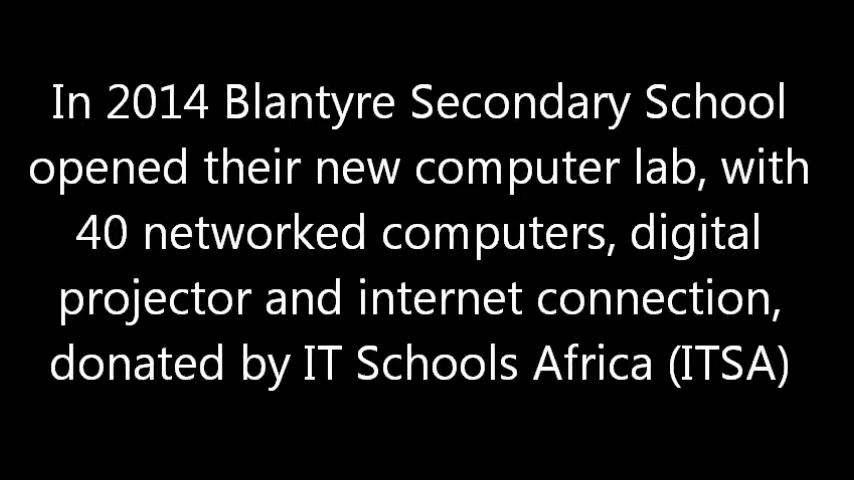 In 2014 Blantyre Secondary School
opened their new computer lab, with
40 networked computers, digital
projector and internet connection,
donated by IT Schools Africa (ITSA)